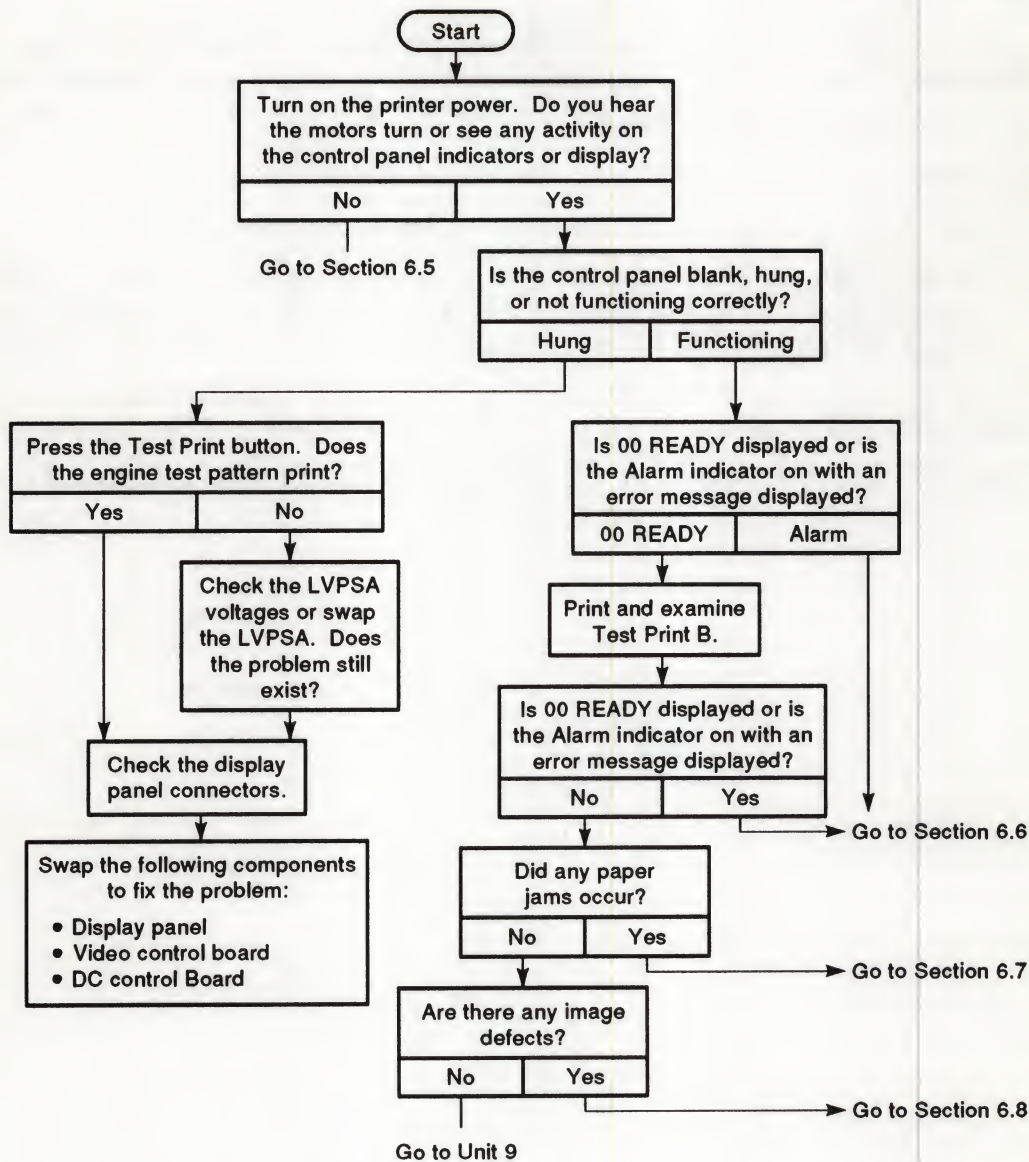 Start
Turn on the printer power. Do you hear
the motors turn or see any activity on
the control panel indicators or display?
No
Yes
Go to Section 6.5
Is the control panel blank, hung,
or not functioning correctly?
Hung
Functioning
Press the Test Print button. Does
the engine test pattern print?
Yes
No
Is 00 READY displayed or is
the Alarm indicator on with an
error message displayed?
00 READY
Alarm
Check the LVPSA
voltages or swap
the LVPSA. Does
the problem still
exist?
Print and examine
Test Print B.
Is 00 READY displayed or is
the Alarm indicator on with an
error message displayed?
No
Yes
Go to Section 6.6
Check the display
panel connectors.
Swap the following components
to fix the problem:
• Display panel
• Video control board
• DC control Board
Did any paper
jams occur?
No
Yes
Go to Section 6.7
Are there any image
defects?
No
Yes
Go to Section 6.8
Go to Unit 9